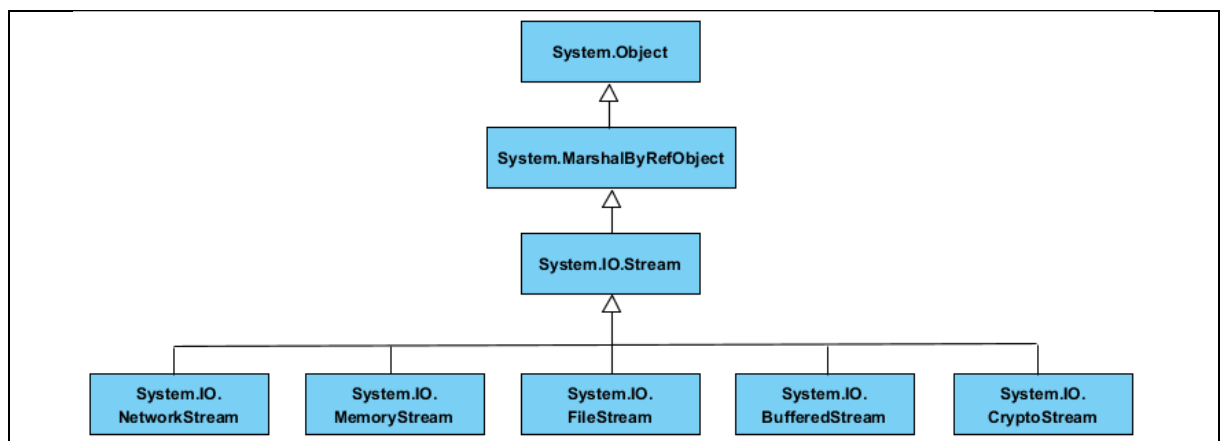 System.Object
System.MarshalByRefObject
System.IO.Stream
System.IO.
NetworkStream
System.IO.
MemoryStream
System.IO.
FileStream
System.IO.
BufferedStream
System.IO.
CryptoStream